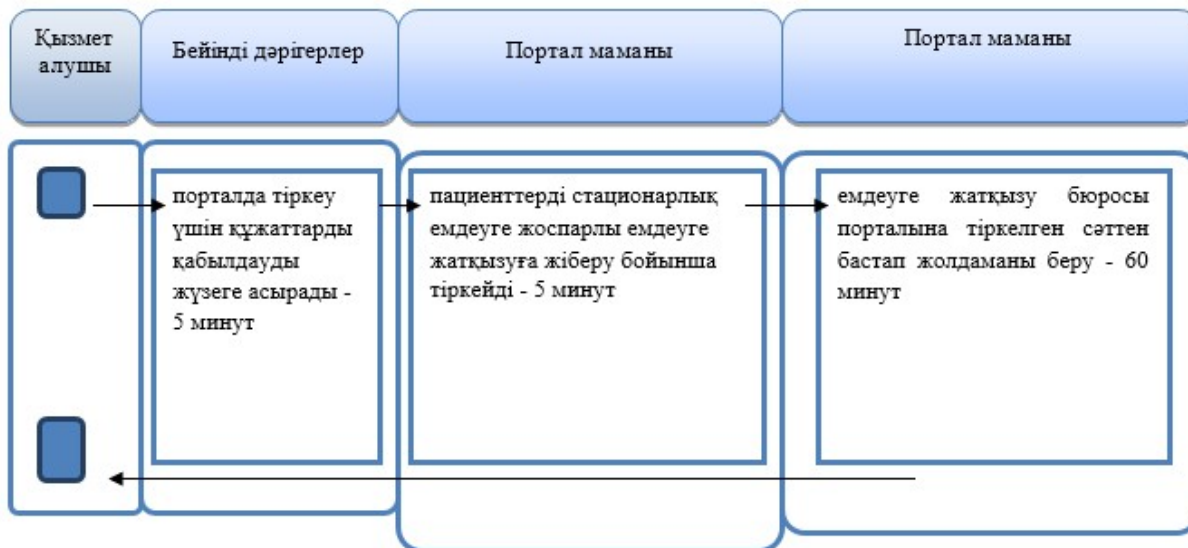 Қызмет
алушы
Бейінді дәрігерлер
Портал маманы
Портал маманы
порталда тіркеу
үшін құжаттарды
қабылдауды
жүзеге асырады -
5 минут
пациенттерді стационарлық
емдеуге жоспарлы емдеуге
жатқызуға жіберу бойынша
тіркейді - 5 минут
емдеуге жатқызу бюросы
порталына тіркелген сәттен
бастап жолдаманы беру - 60
минут